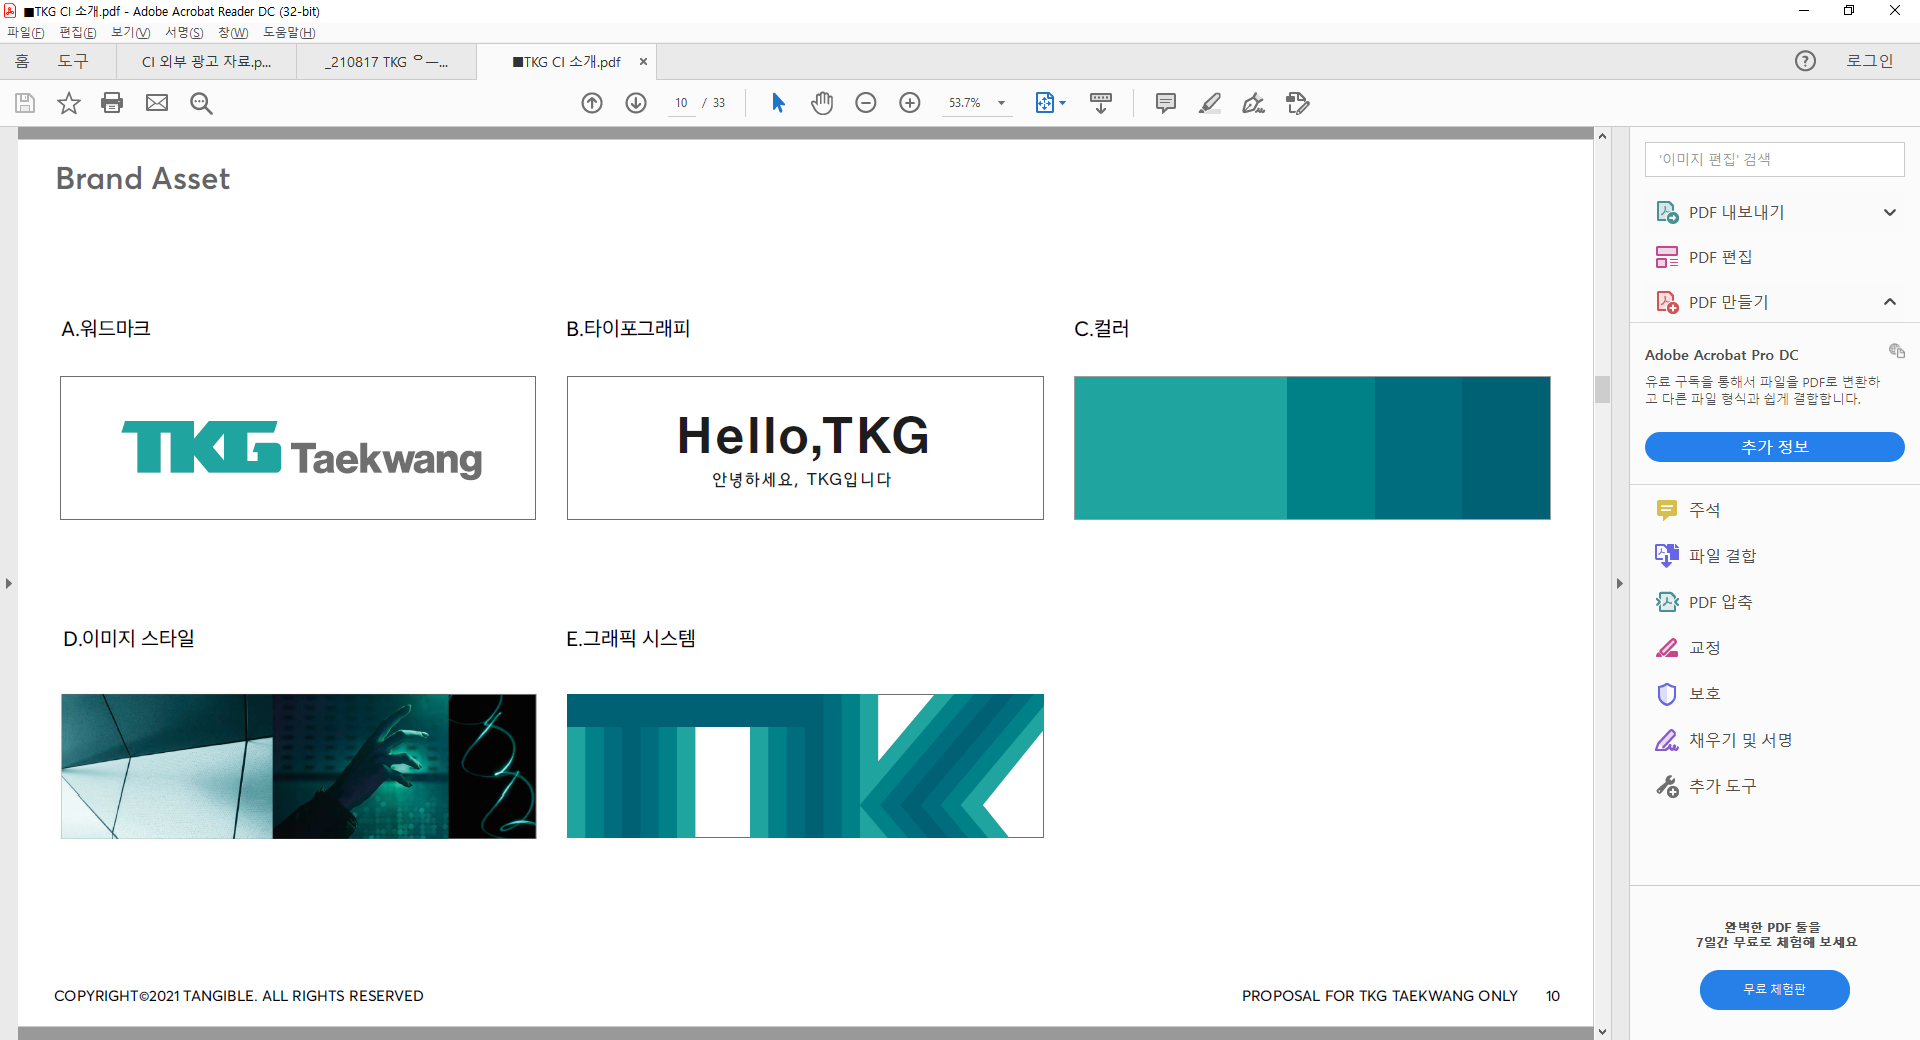 ■TKG CI 소개.pdf - Adobe Acrobat Reader DC (32-bit)
파일(F) 편집(E) 보기(V) 서명(S) 창(W) 도움말(H)
홈 도구 CI 외부 광고 자료.p... _210817 TKG ᄋ—... ■TKG CI 소개.pdf × ? 로그인
10 / 33 53.7%
Brand Asset
A.워드마크 B.타이포그래피 C.컬러
TKG Taekwang
Hello,TKG
안녕하세요, TKG입니다
D.이미지 스타일 E.그래픽 시스템
COPYRIGHT©2021 TANGIBLE. ALL RIGHTS RESERVED PROPOSAL FOR TKG TAEKWANG ONLY 10
'이미지 편집' 검색
PDF 내보내기
PDF 편집
PDF 만들기
Adobe Acrobat Pro DC
유료 구독을 통해서 파일을 PDF로 변환하
고 다른 파일 형식과 쉽게 결합합니다.
추가 정보
주석
파일 결합
PDF 압축
교정
보호
채우기 및 서명
추가 도구
완벽한 PDF 툴을
7일간 무료로 체험해 보세요
무료 체험판